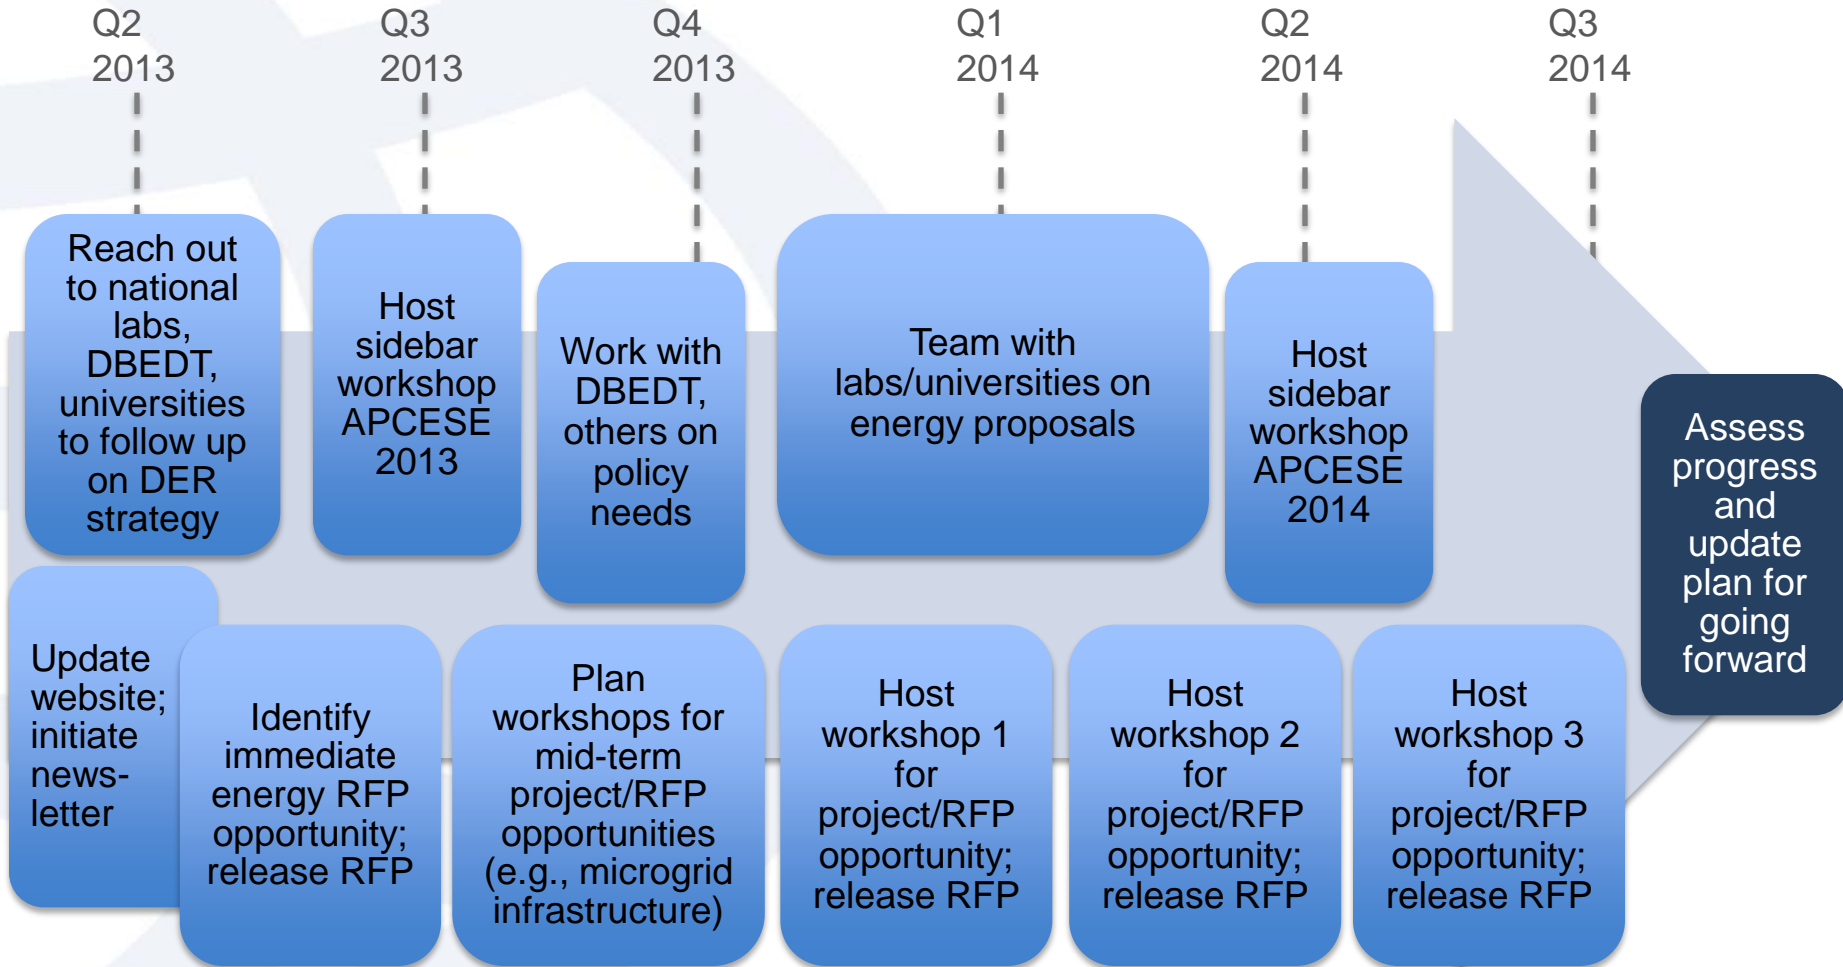 Q2
2013
Q3
2013
Q4
2013
Q1
2014
Q2
2014
Q3
2014
Reach out
to national
labs,
DBEDT,
universities
to follow up
on DER
strategy
Host
sidebar
workshop
APCESE
2013
Work with
DBEDT,
others on
policy
needs
Team with
labs/universities on
energy proposals
Host
sidebar
workshop
APCESE
2014
Assess
progress
and
update
plan for
going
forward
Update
website;
initiate
news-
letter
Identify
immediate
energy RFP
opportunity;
release RFP
Plan
workshops for
mid-term
project/RFP
opportunities
(e.g., microgrid
infrastructure)
Host
workshop 1
for
project/RFP
opportunity;
release RFP
Host
workshop 2
for
project/RFP
opportunity;
release RFP
Host
workshop 3
for
project/RFP
opportunity;
release RFP